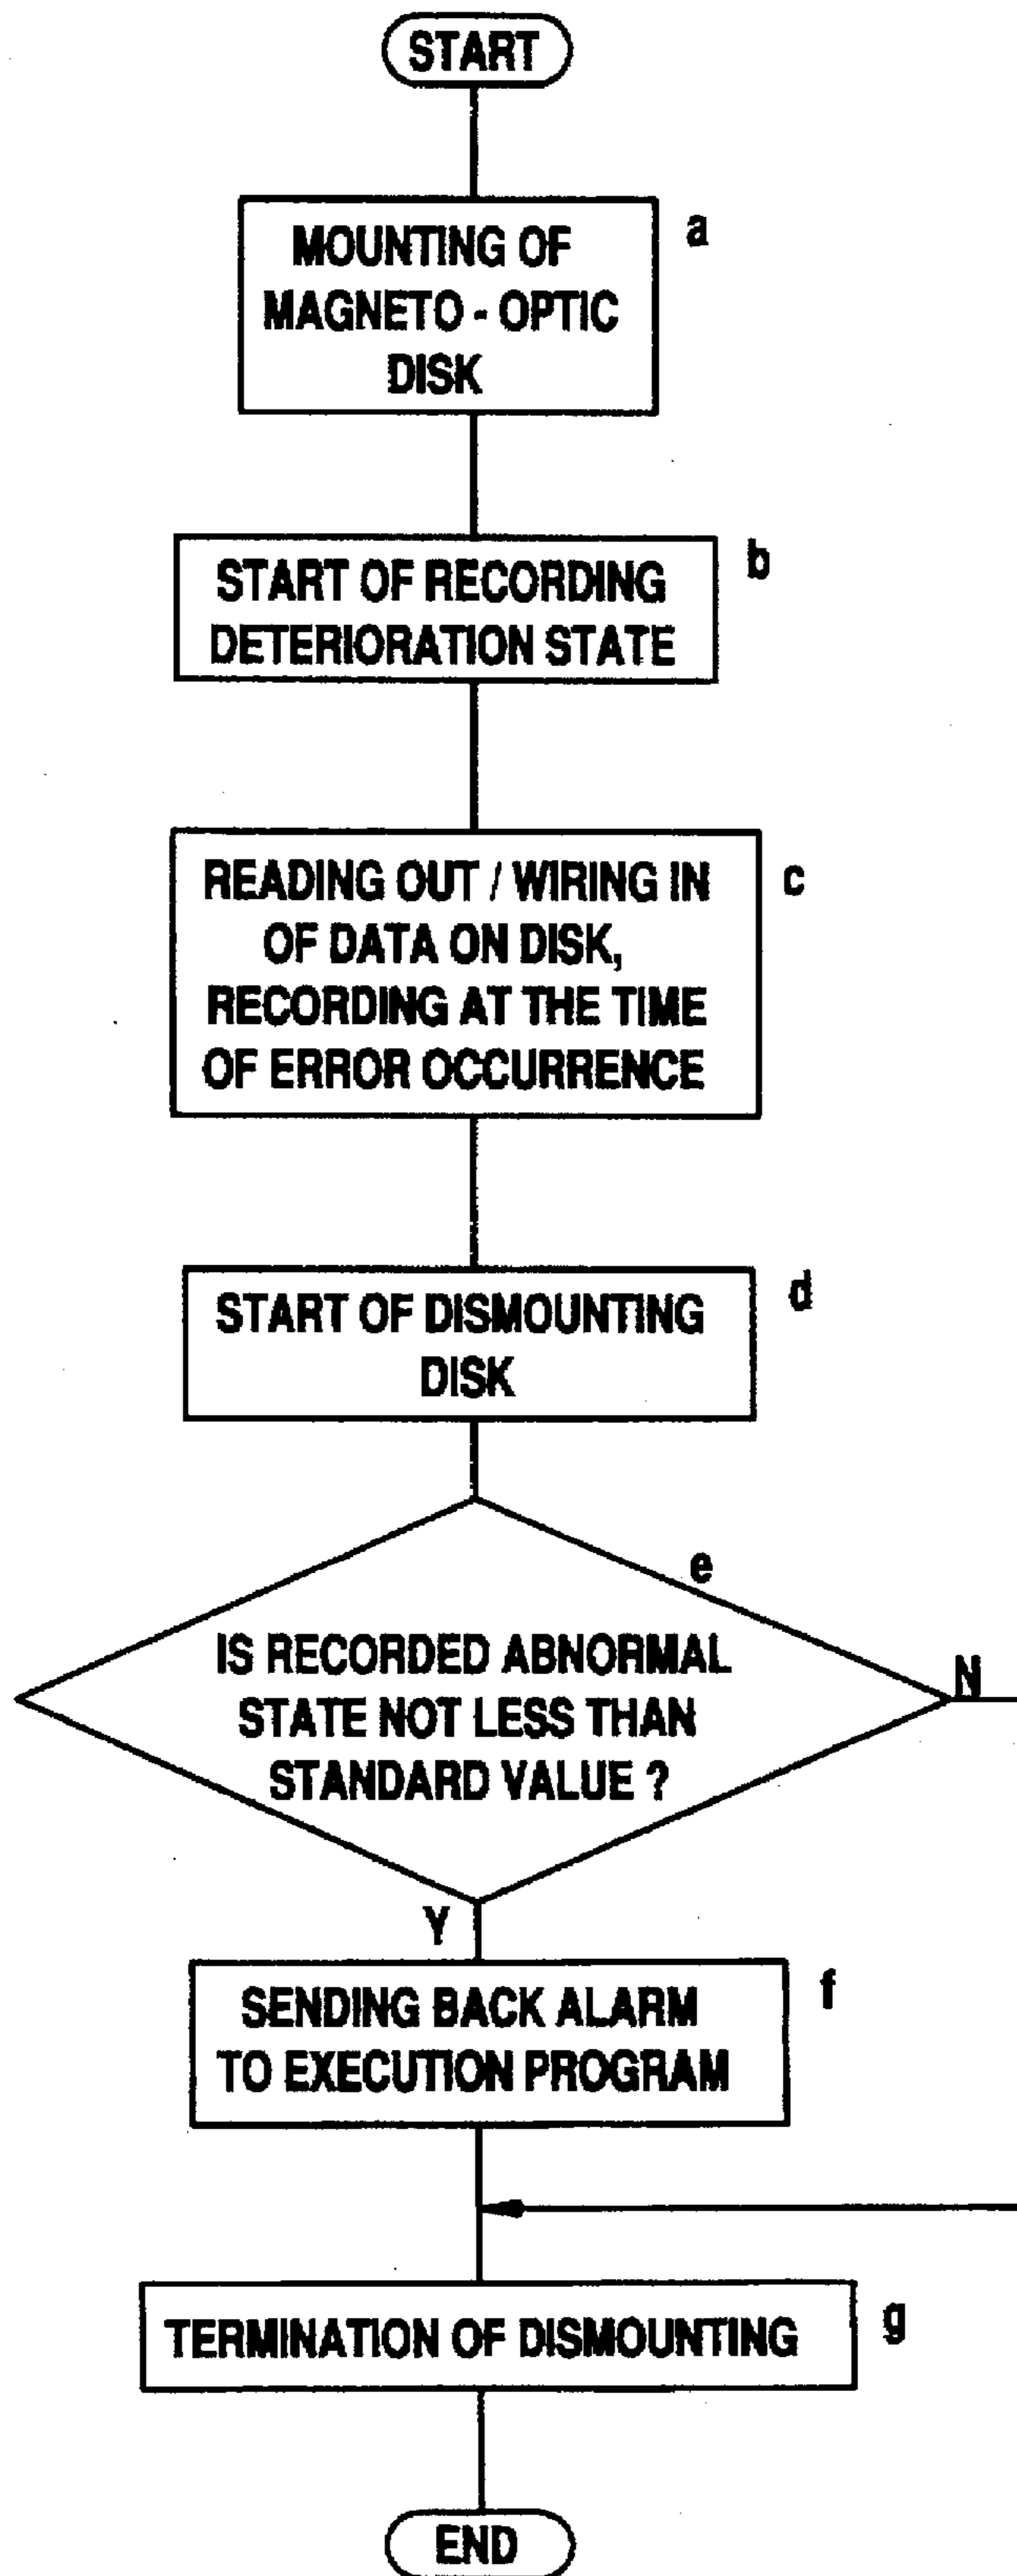 START
a
MOUNTING OF
MAGNETO - OPTIC
DISK
b
START OF RECORDING
DETERIORATION STATE
c
READING OUT / WIRING IN
OF DATA ON DISK,
RECORDING AT THE TIME
OF ERROR OCCURRENCE
d
START OF DISMOUNTING
DISK
e
IS RECORDED ABNORMAL
STATE NOT LESS THAN
STANDARD VALUE ?
N
Y
f
SENDING BACK ALARM
TO EXECUTION PROGRAM
g
TERMINATION OF DISMOUNTING
END